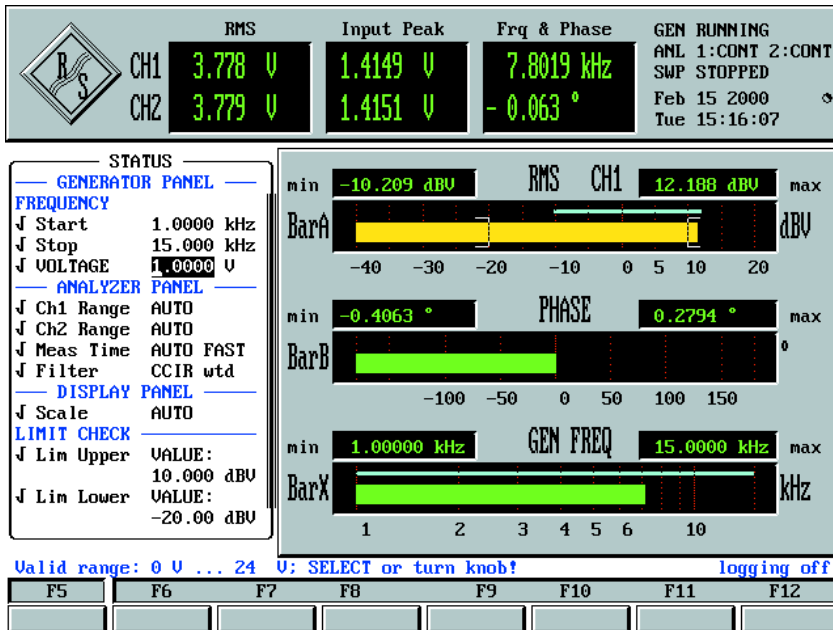 RMS Input Peak Frq & Phase GEN RUNNING
R S CH1 3.778 V 1.4149 V 7.8019 kHz ANL 1:CONT 2:CONT
SWP STOPPED
CH2 3.779 V 1.4151 V - 0.063 ° Feb 15 2000
Tue 15:16:07
STATUS
GENERATOR PANEL
FREQUENCY
√ Start 1.0000 kHz
√ Stop 15.000 kHz
√ VOLTAGE 1.0000 V
ANALYZER PANEL
√ Ch1 Range AUTO
√ Ch2 Range AUTO
√ Meas Time AUTO FAST
√ Filter CCIR wtd
DISPLAY PANEL
√ Scale AUTO
LIMIT CHECK
√ Lim Upper VALUE:
10.000 dBV
√ Lim Lower VALUE:
-20.00 dBV
min -10.209 dBV RMS CH1 12.188 dBV max
BarA dBV
-40 -30 -20 -10 0 5 10 20
min -0.4063 ° PHASE 0.2794 ° max
BarB °
-100 -50 0 50 100 150
min 1.00000 kHz GEN FREQ 15.0000 kHz max
BarX kHz
1 2 3 4 5 6 10
Valid range: 0 V ... 24 V; SELECT or turn knob! logging off
F5 F6 F7 F8 F9 F10 F11 F12